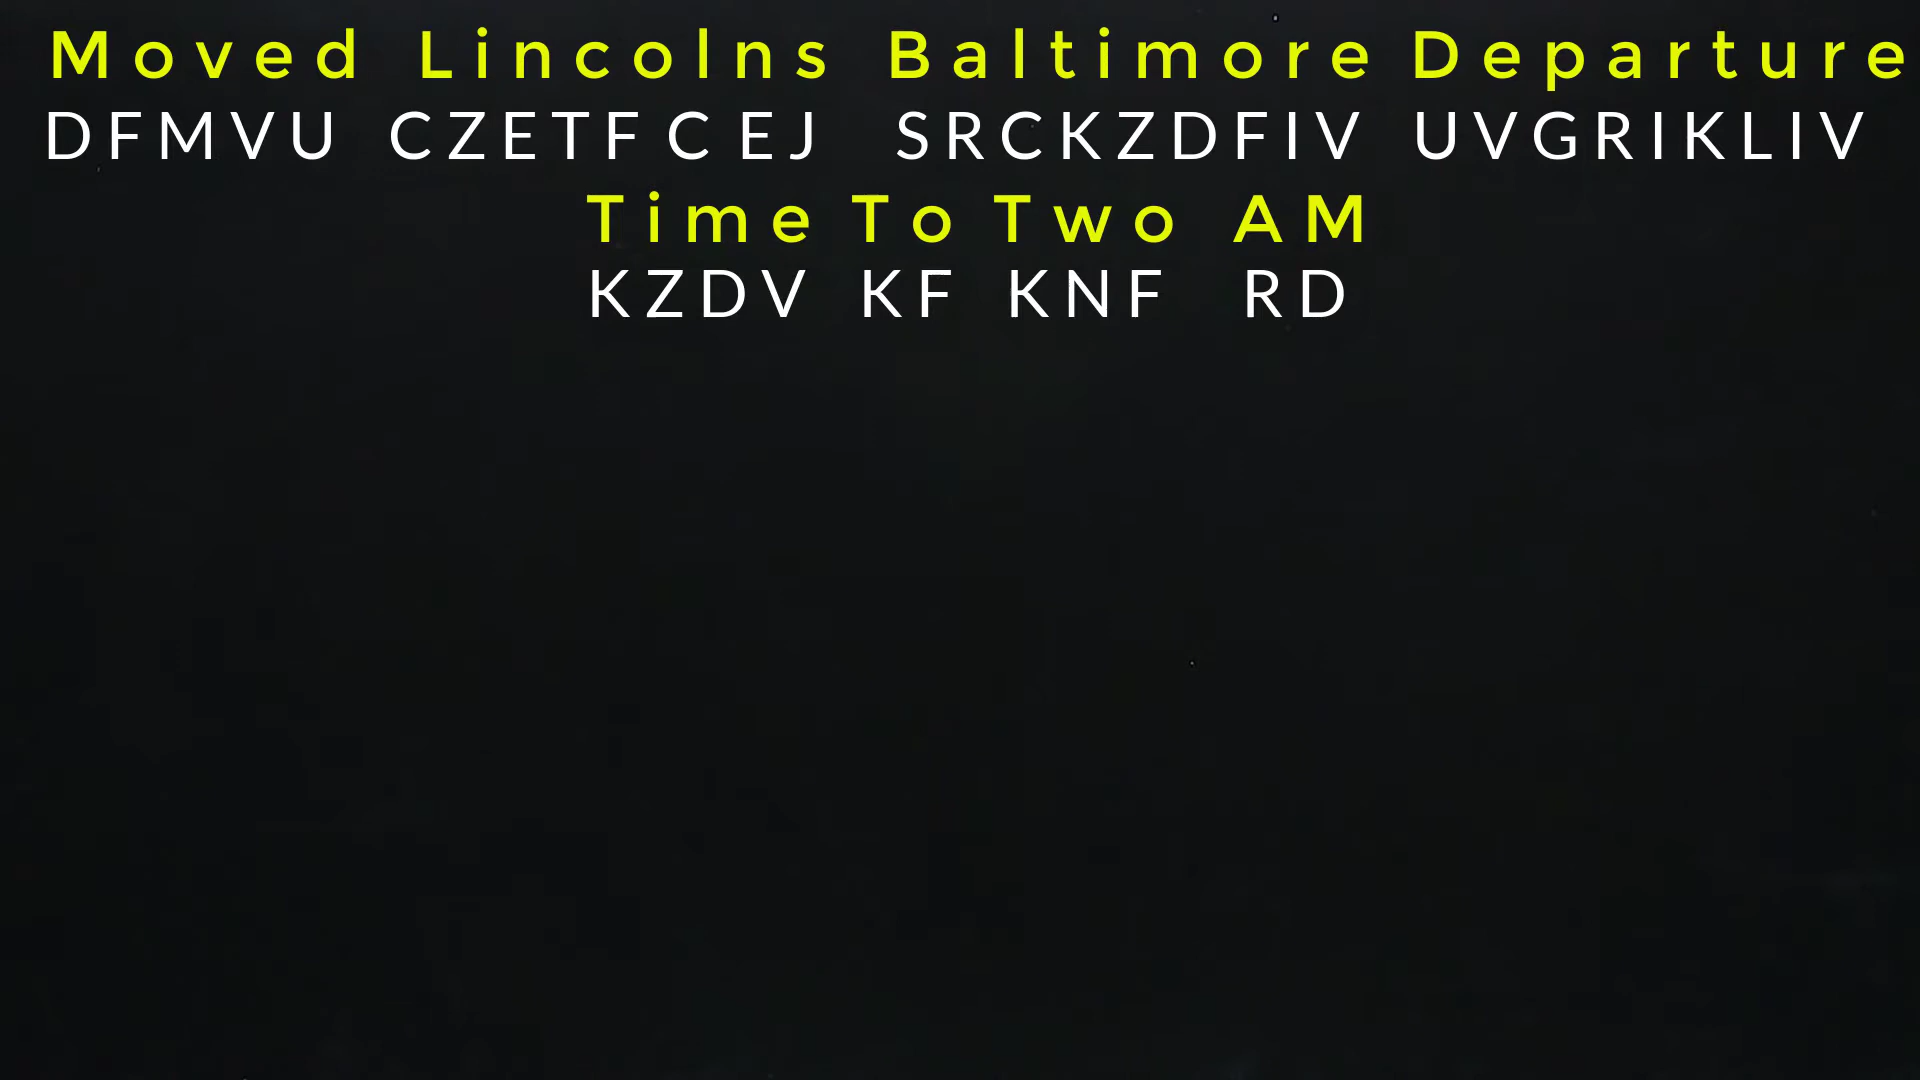 Moved Lincolns Baltimore Departure
DFMVU CZETFCEJ SRCKZDFIV UVGRIKLIV
Time To Two AM
KZDV KF KNF RD